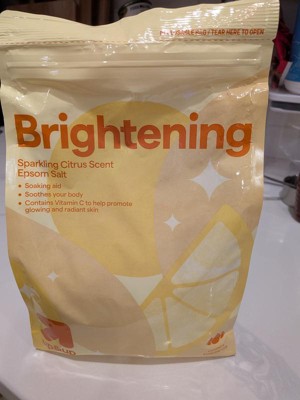 TEAR HERE TO OPEN
Brightening
Sparkling Citrus Scent
Epsom Salt
• Soaking aid
• Soothes your body
• Contains Vitamin C to help promote
glowing and radiant skin
up